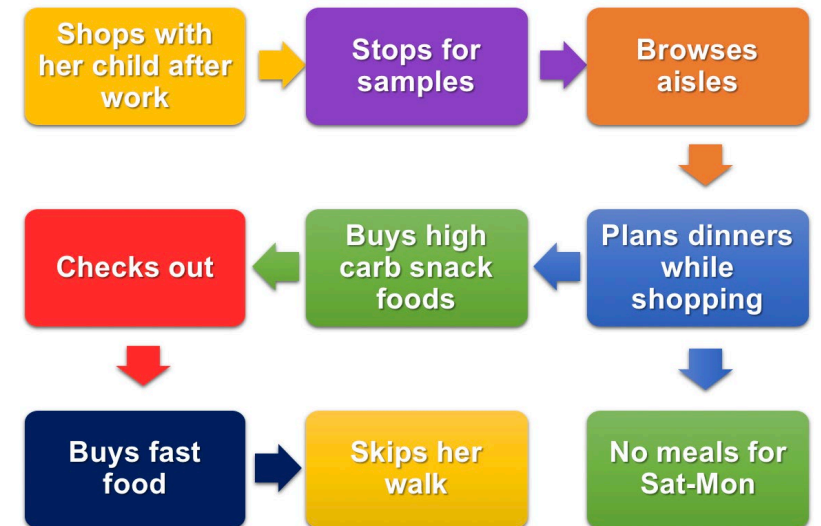 Shops with
her child after
work
Stops for
samples
Browses
aisles
Plans dinners
while
shopping
Buys high
carb snack
foods
Checks out
Buys fast
food
Skips her
walk
No meals for
Sat-Mon